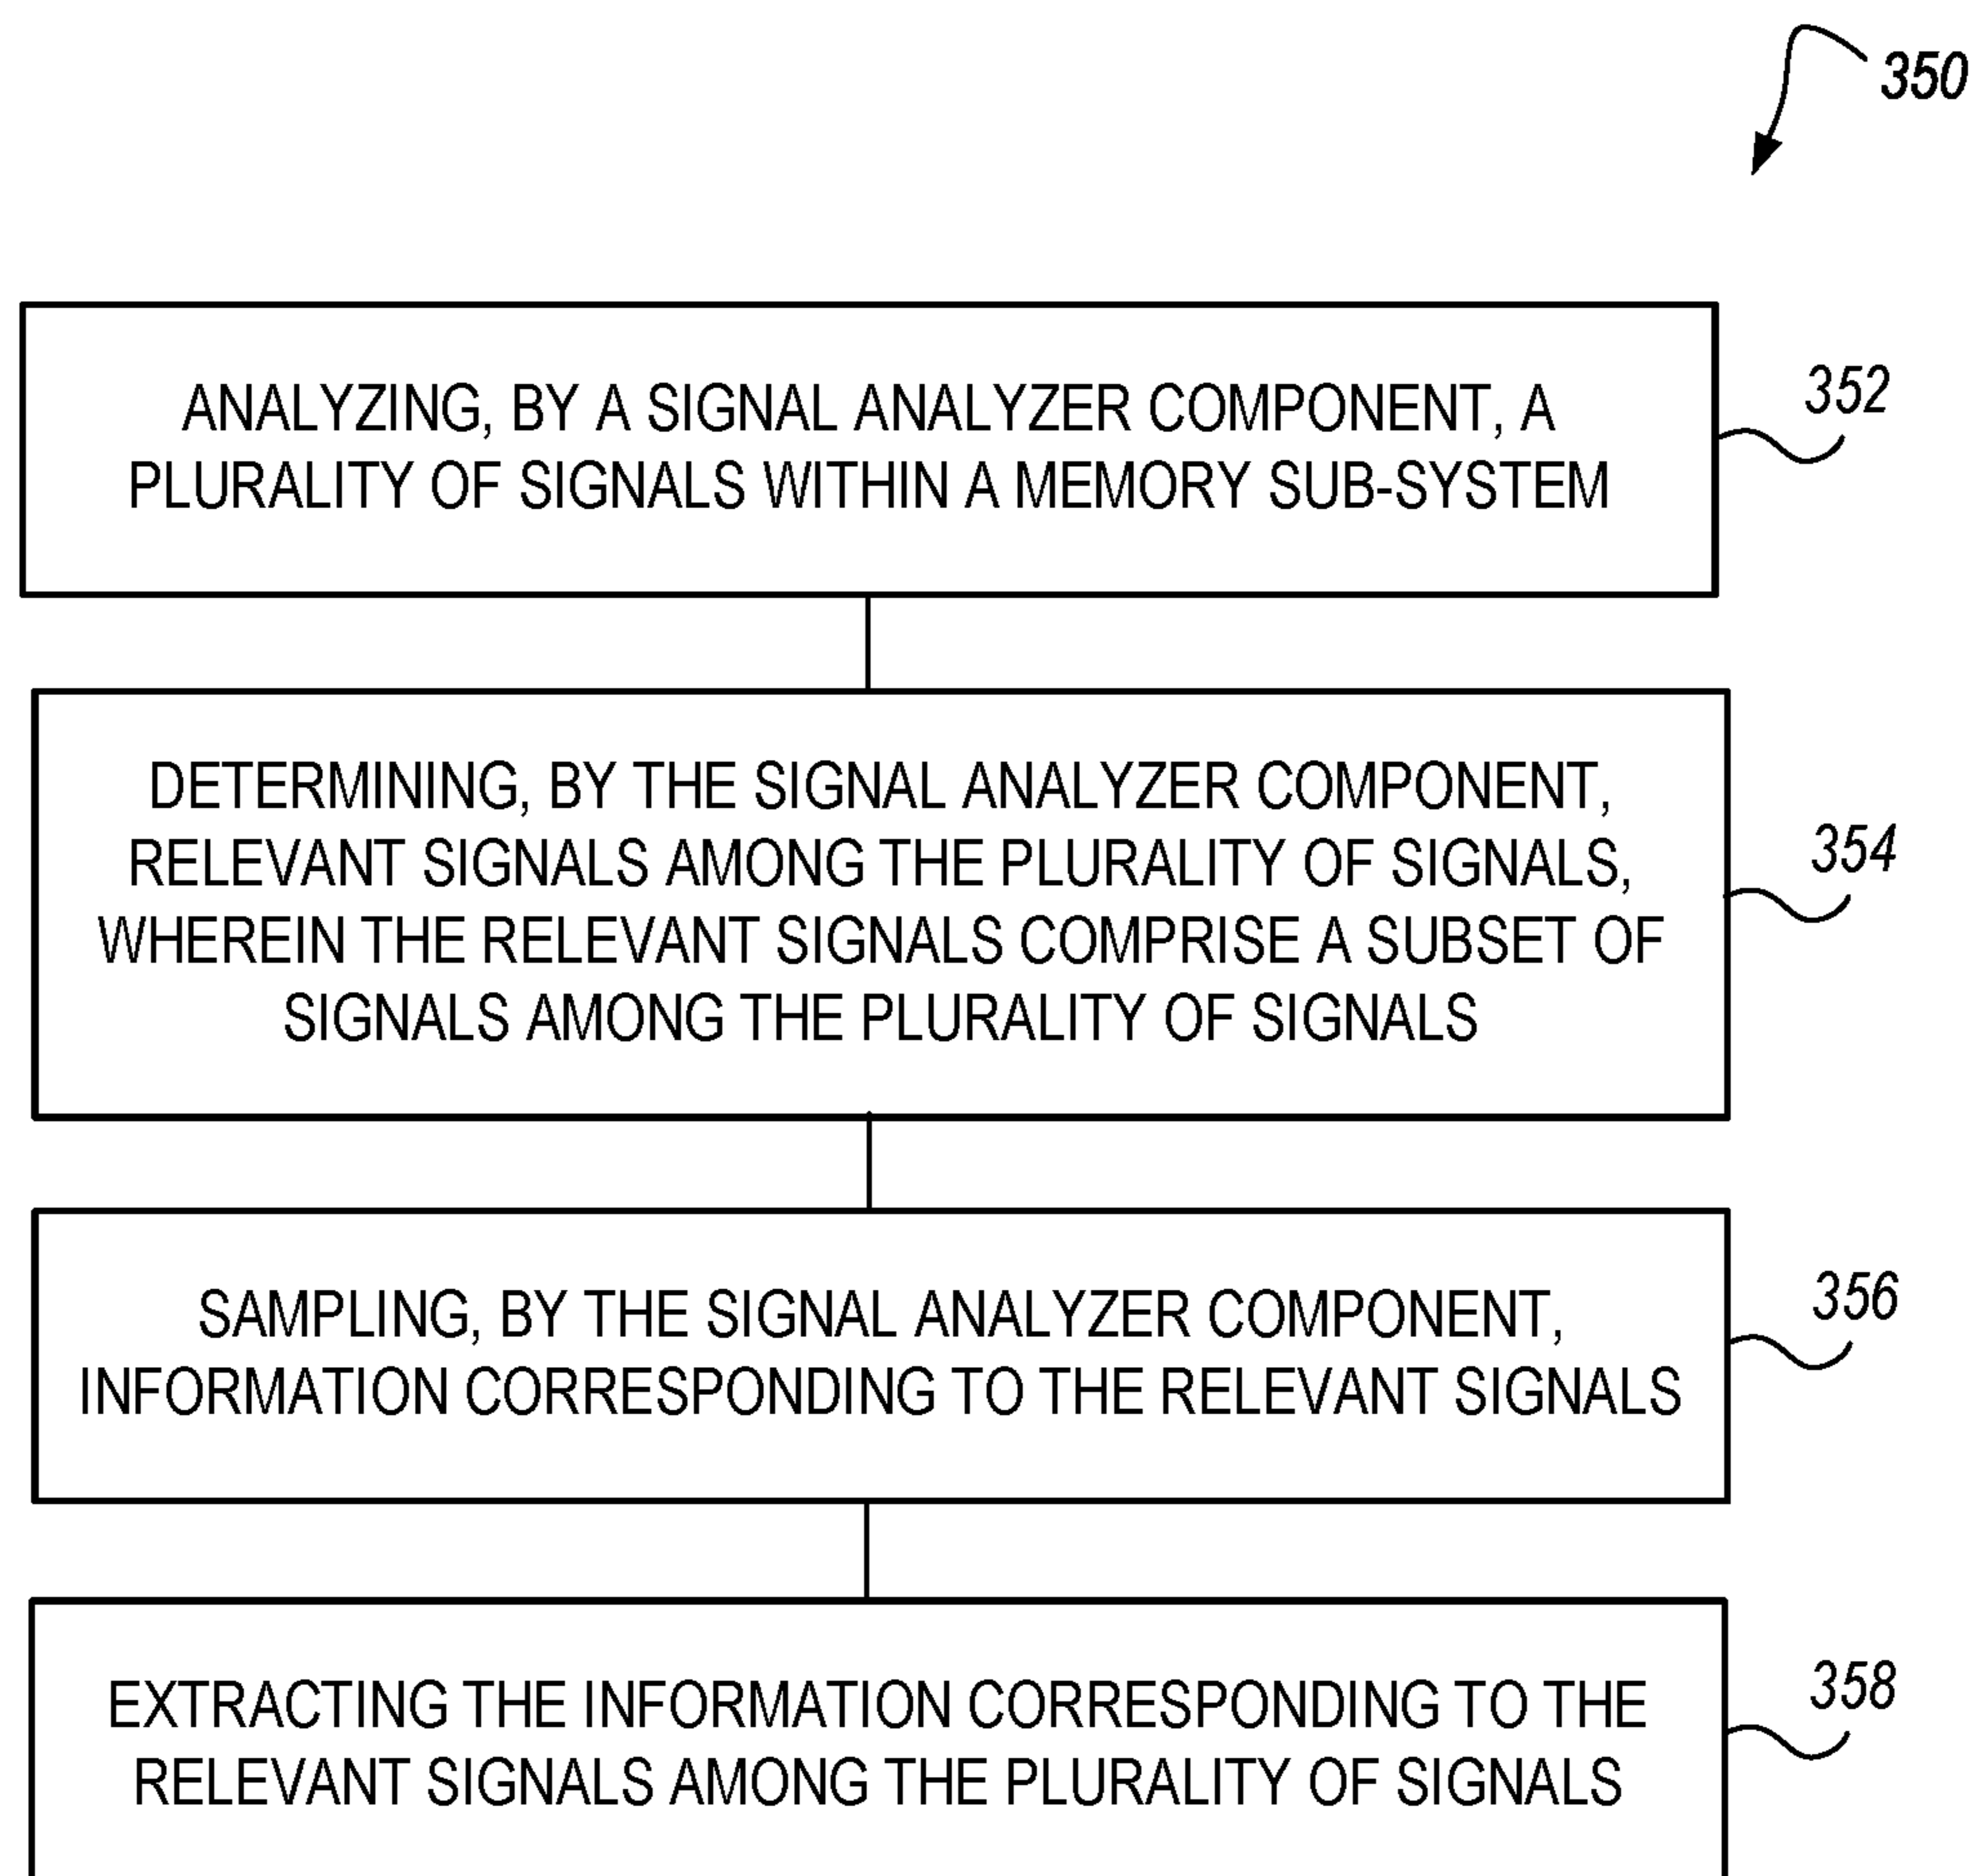 350
ANALYZING, BY A SIGNAL ANALYZER COMPONENT, A
PLURALITY OF SIGNALS WITHIN A MEMORY SUB-SYSTEM
352
DETERMINING, BY THE SIGNAL ANALYZER COMPONENT,
RELEVANT SIGNALS AMONG THE PLURALITY OF SIGNALS,
WHEREIN THE RELEVANT SIGNALS COMPRISE A SUBSET OF
SIGNALS AMONG THE PLURALITY OF SIGNALS
354
SAMPLING, BY THE SIGNAL ANALYZER COMPONENT,
INFORMATION CORRESPONDING TO THE RELEVANT SIGNALS
356
EXTRACTING THE INFORMATION CORRESPONDING TO THE
RELEVANT SIGNALS AMONG THE PLURALITY OF SIGNALS
358